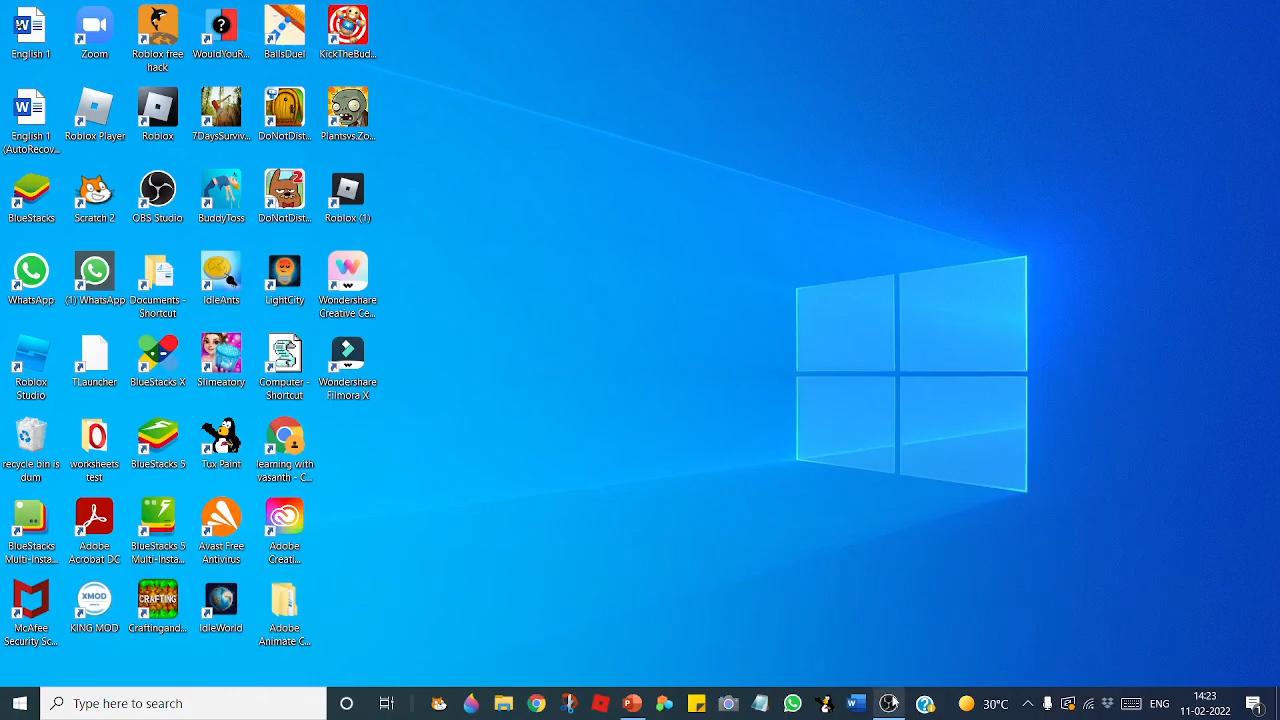 English 1
Zoom
Roblox free
hack
WouldYouR...
BallsDuel
KickTheBud...
English 1
(AutoRecov...
Roblox Player
Roblox
7DaysSurviv...
DoNotDist...
Plantsvs.Zo...
BlueStacks
Scratch 2
OBS Studio
BuddyToss
DoNotDist...
Roblox (1)
WhatsApp
(1) WhatsApp
Documents -
Shortcut
IdleAnts
LightCity
Wondershare
Creative Ce...
Roblox
Studio
TLauncher
BlueStacks X
Slimeatory
Computer -
Shortcut
Wondershare
Filmora X
recycle bin is
dum
worksheets
test
BlueStacks 5
Tux Paint
learning with
vasanth - C...
BlueStacks
Multi-Insta...
Adobe
Acrobat DC
BlueStacks 5
Multi-Insta...
Avast Free
Antivirus
Adobe
Creati...
McAfee
Security Sc...
XMOD
KING MOD
CRAFTING
Craftingand...
IdleWorld
Adobe
Animate C...
Type here to search
30°C
ENG
14:23
11-02-2022